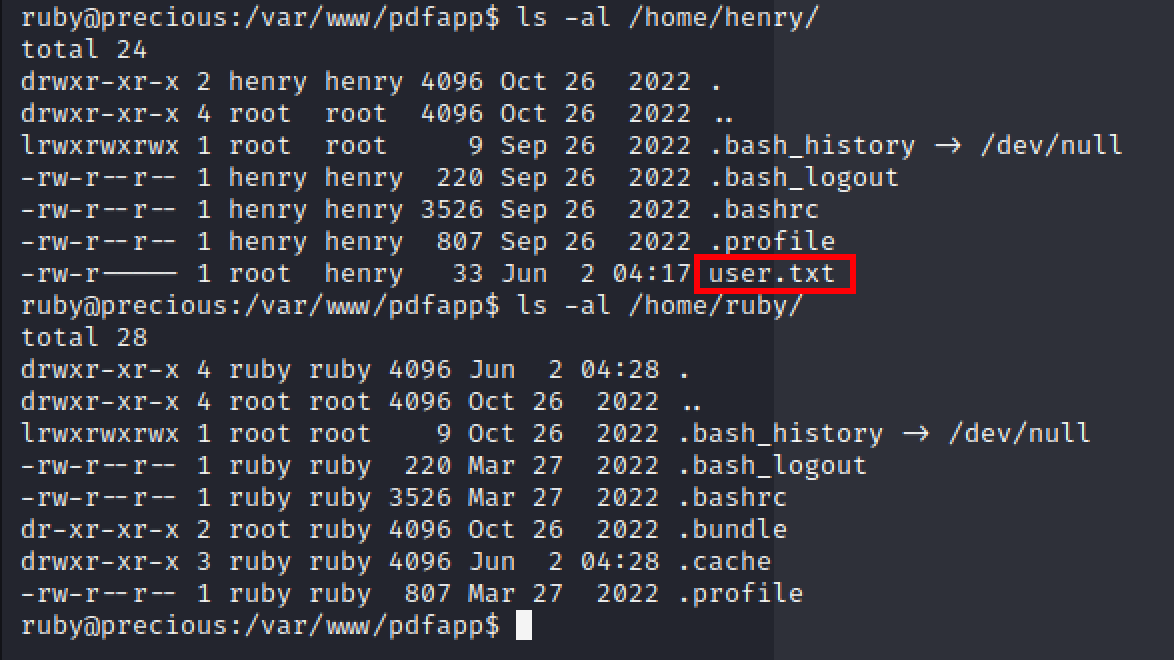 ruby@precious:/var/www/pdfapp$ ls -al /home/henry/
total 24
drwxr-xr-x 2 henry henry 4096 Oct 26  2022 .
drwxr-xr-x 4 root  root  4096 Oct 26  2022 ..
lrwxrwxrwx 1 root  root     9 Sep 26  2022 .bash_history -> /dev/null
-rw-r--r-- 1 henry henry  220 Sep 26  2022 .bash_logout
-rw-r--r-- 1 henry henry 3526 Sep 26  2022 .bashrc
-rw-r--r-- 1 henry henry  807 Sep 26  2022 .profile
-rw-r----- 1 root  henry   33 Jun  2 04:17 user.txt
ruby@precious:/var/www/pdfapp$ ls -al /home/ruby/
total 28
drwxr-xr-x 4 ruby ruby 4096 Jun  2 04:28 .
drwxr-xr-x 4 root root 4096 Oct 26  2022 ..
lrwxrwxrwx 1 root root    9 Oct 26  2022 .bash_history -> /dev/null
-rw-r--r-- 1 ruby ruby  220 Mar 27  2022 .bash_logout
-rw-r--r-- 1 ruby ruby 3526 Mar 27  2022 .bashrc
dr-xr-xr-x 2 root ruby 4096 Oct 26  2022 .bundle
drwxr-xr-x 3 ruby ruby 4096 Jun  2 04:28 .cache
-rw-r--r-- 1 ruby ruby  807 Mar 27  2022 .profile
ruby@precious:/var/www/pdfapp$